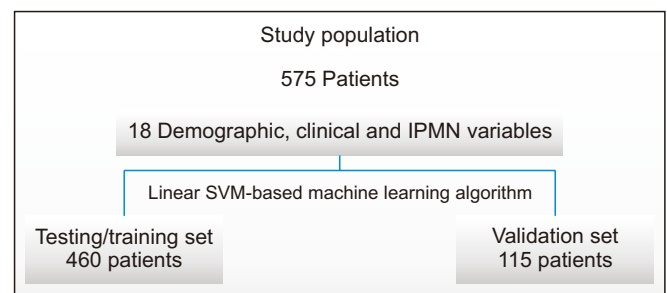 Study population
575 Patients
18 Demographic, clinical and IPMN variables
Linear SVM-based machine learning algorithm
Testing/training set
460 patients
Validation set
115 patients